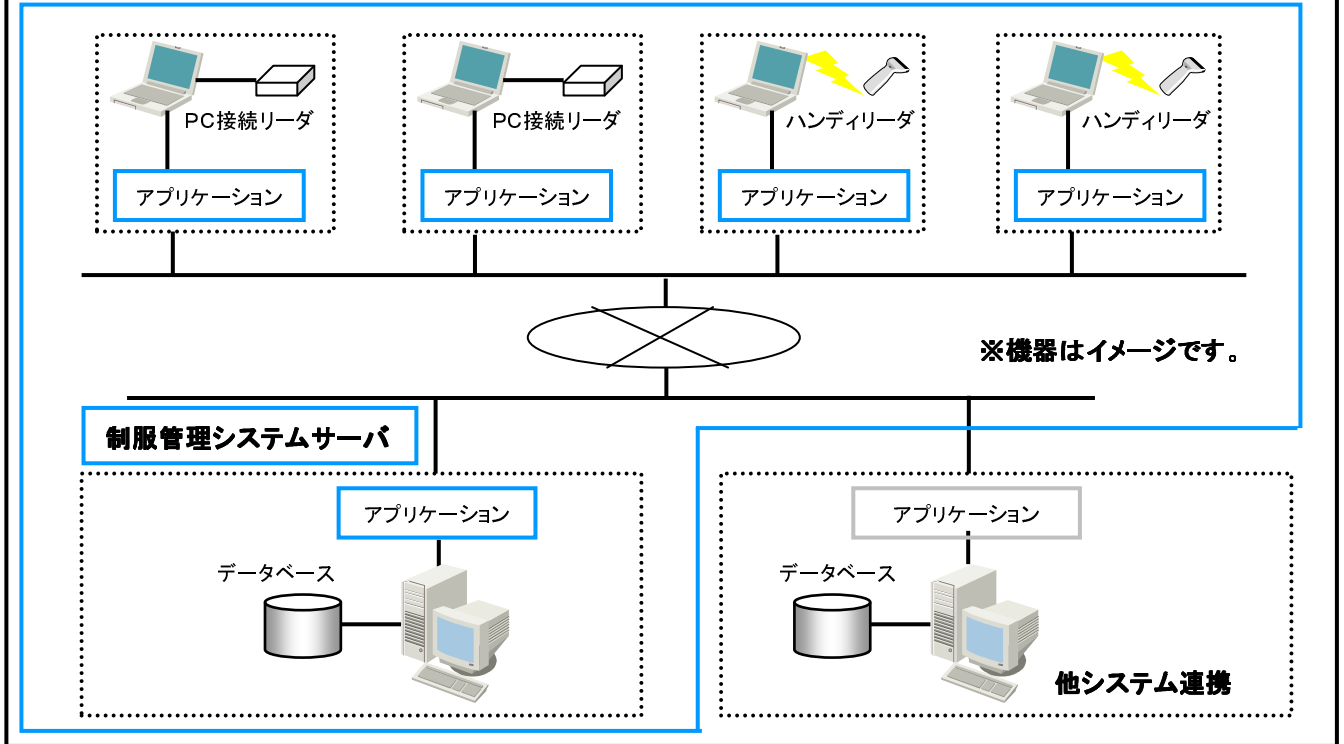 PC接続リーダ
PC接続リーダ
ハンディリーダ
ハンディリーダ
アプリケーション
アプリケーション
アプリケーション
アプリケーション
※機器はイメージです。
制服管理システムサーバ
アプリケーション
アプリケーション
データベース
データベース
他システム連携